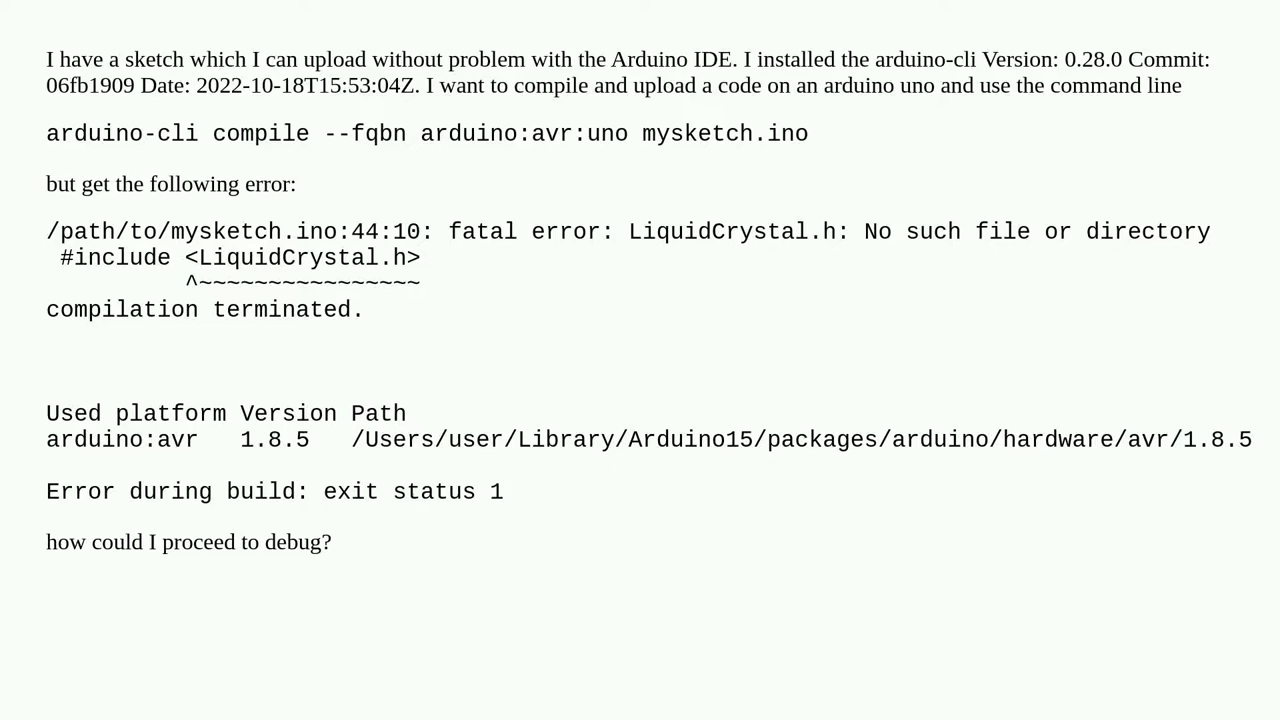 I have a sketch which I can upload without problem with the Arduino IDE. I installed the arduino-cli Version: 0.28.0 Commit:
06fb1909 Date: 2022-10-18T15:53:04Z. I want to compile and upload a code on an arduino uno and use the command line
arduino-cli compile --fqbn arduino:avr:uno mysketch.ino
but get the following error:
/path/to/mysketch.ino:44:10: fatal error: LiquidCrystal.h: No such file or directory
 #include <LiquidCrystal.h>
          ^~~~~~~~~~~~~~~~~
compilation terminated.
Used platform Version Path
arduino:avr   1.8.5   /Users/user/Library/Arduino15/packages/arduino/hardware/avr/1.8.5
Error during build: exit status 1
how could I proceed to debug?